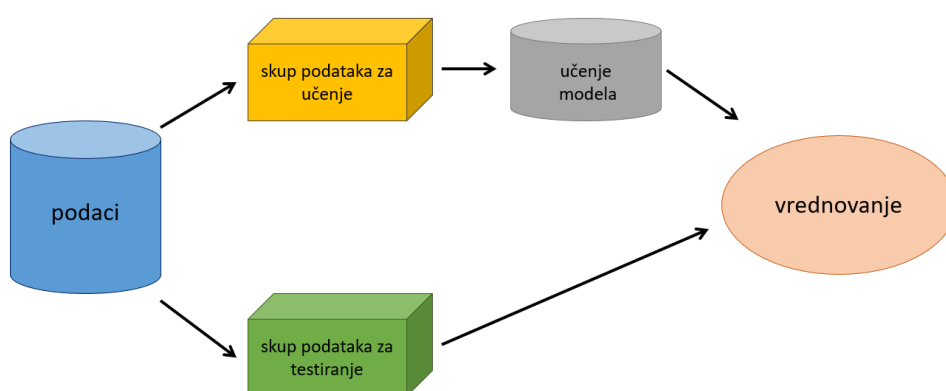 skup podataka za
učenje
učenje
modela
podaci
vrednovanje
skup podataka za
testiranje